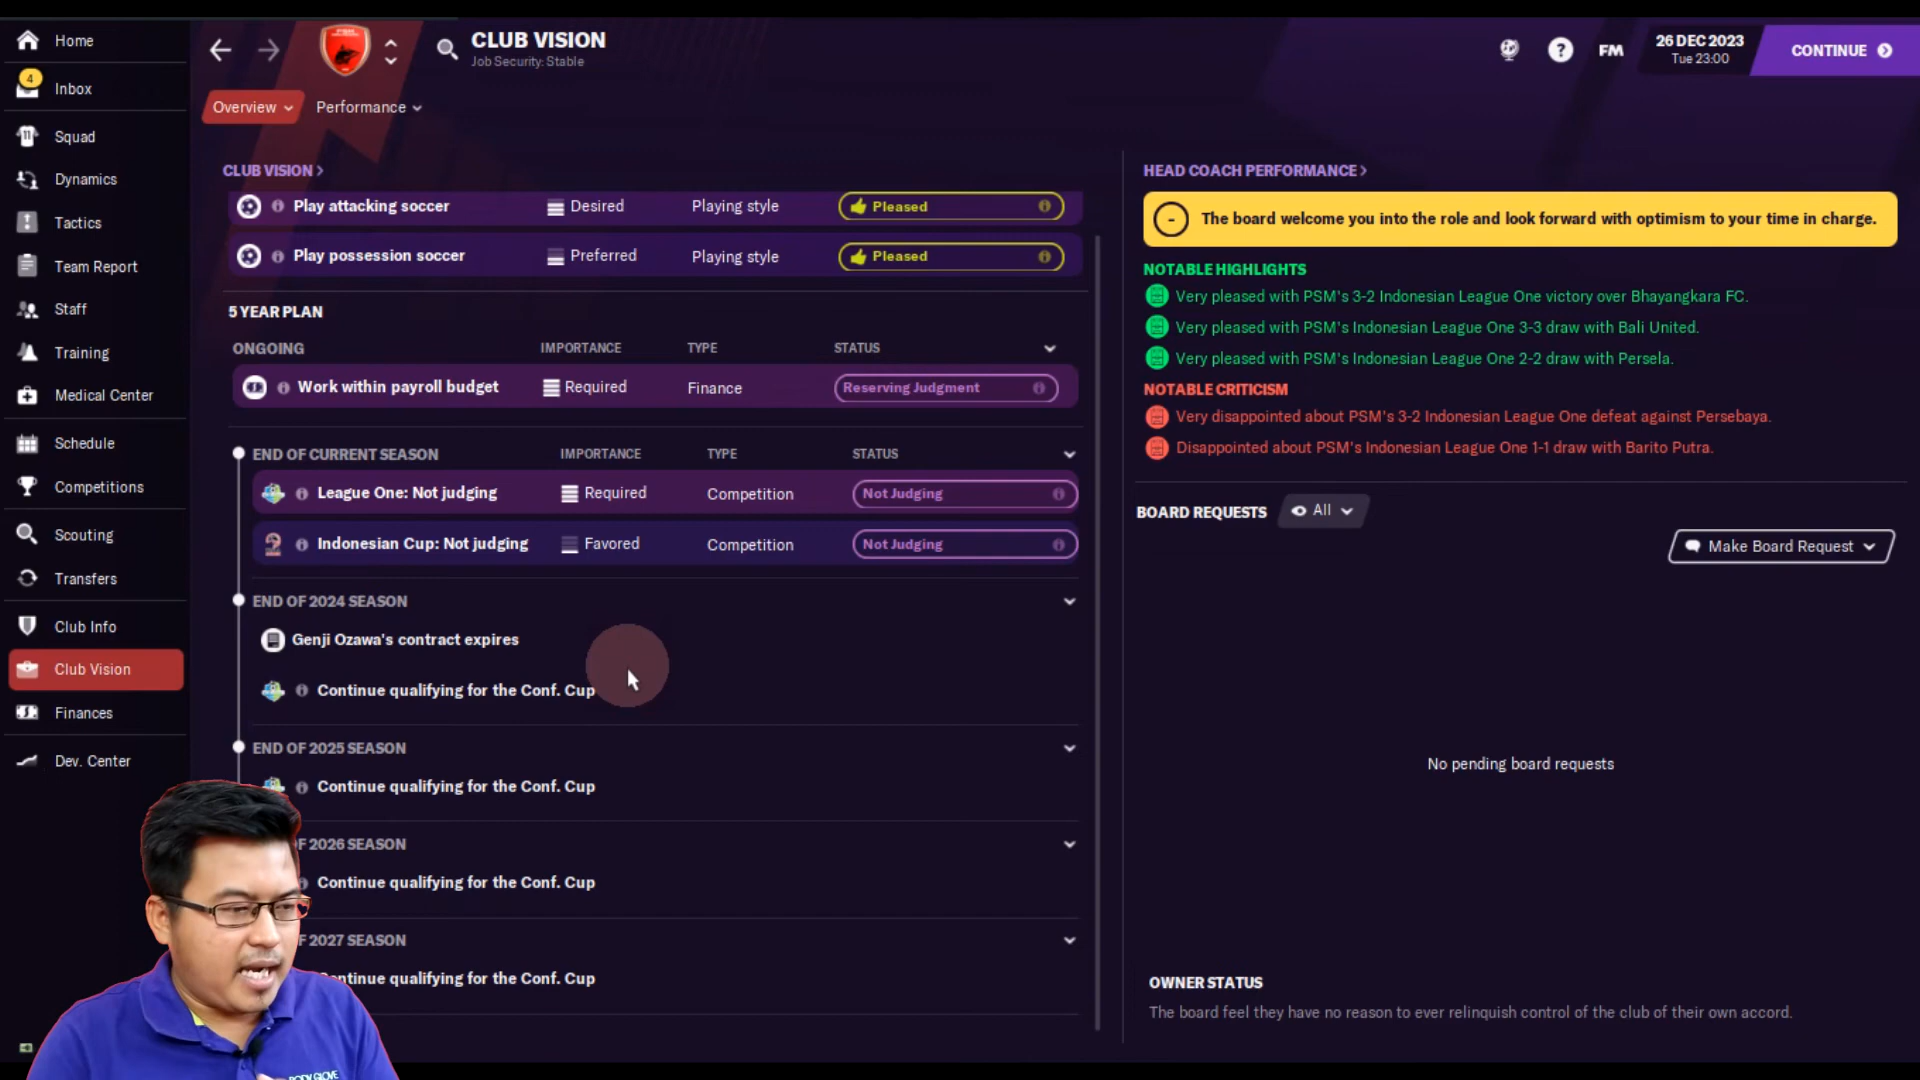 Home
4
Inbox
Squad
Dynamics
Tactics
Team Report
Staff
Training
Medical Center
Schedule
Competitions
Scouting
Transfers
Club Info
Club Vision
Finances
Dev. Center
CLUB VISION
Job Security: Stable
FM
26 DEC 2023
Tue 23:00
CONTINUE
Overview
Performance
CLUB VISION >
Play attacking soccer Desired Playing style Pleased
Play possession soccer Preferred Playing style Pleased
5 YEAR PLAN
ONGOING IMPORTANCE TYPE STATUS
Work within payroll budget Required Finance Reserving Judgment
END OF CURRENT SEASON IMPORTANCE TYPE STATUS
League One: Not judging Required Competition Not Judging
Indonesian Cup: Not judging Favored Competition Not Judging
END OF 2024 SEASON
Genji Ozawa's contract expires
Continue qualifying for the Conf. Cup
END OF 2025 SEASON
Continue qualifying for the Conf. Cup
F 2026 SEASON
Continue qualifying for the Conf. Cup
F 2027 SEASON
ntinue qualifying for the Conf. Cup
HEAD COACH PERFORMANCE >
The board welcome you into the role and look forward with optimism to your time in charge.
NOTABLE HIGHLIGHTS
Very pleased with PSM's 3-2 Indonesian League One victory over Bhayangkara FC.
Very pleased with PSM's Indonesian League One 3-3 draw with Bali United.
Very pleased with PSM's Indonesian League One 2-2 draw with Persela.
NOTABLE CRITICISM
Very disappointed about PSM's 3-2 Indonesian League One defeat against Persebaya.
Disappointed about PSM's Indonesian League One 1-1 draw with Barito Putra.
BOARD REQUESTS All
Make Board Request
No pending board requests
OWNER STATUS
The board feel they have no reason to ever relinquish control of the club of their own accord.
BODY GLOVE